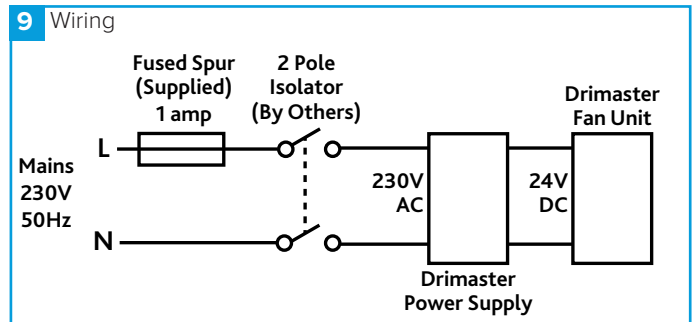 9 Wiring
Fused Spur
(Supplied)
1 amp
2 Pole
Isolator
(By Others)
Drimaster
Fan Unit
Mains
230V
50Hz
L
N
230V
AC
24V
DC
Drimaster
Power Supply